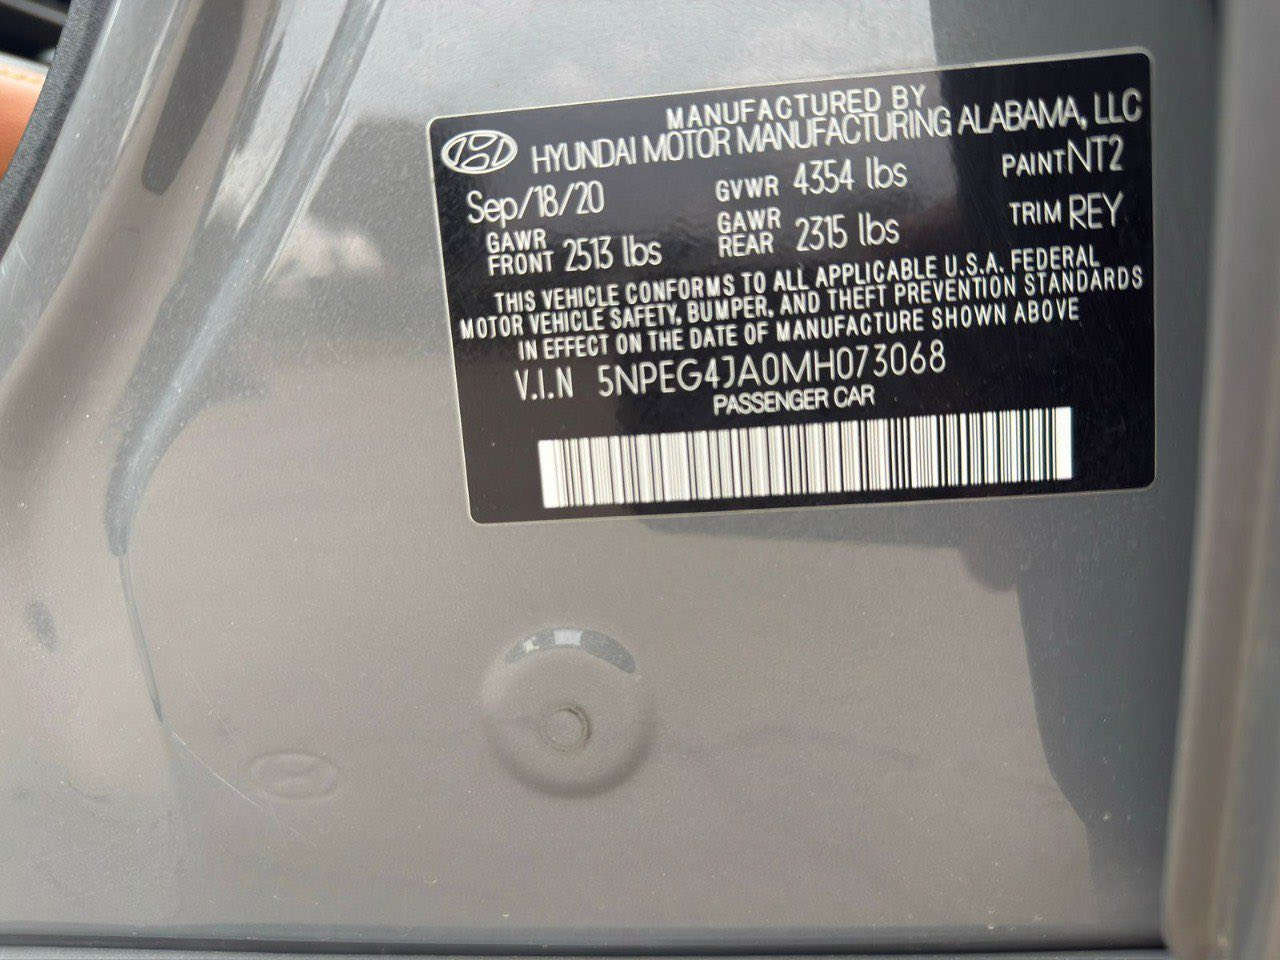 MANUFACTURED BY
HYUNDAI MOTOR MANUFACTURING ALABAMA, LLC
Sep/18/20 GVWR 4354 lbs PAINT NT2
GAWR FRONT 2513 lbs GAWR REAR 2315 lbs TRIM REY
THIS VEHICLE CONFORMS TO ALL APPLICABLE U.S.A. FEDERAL
MOTOR VEHICLE SAFETY, BUMPER, AND THEFT PREVENTION STANDARDS
IN EFFECT ON THE DATE OF MANUFACTURE SHOWN ABOVE
V.I.N 5NPEG4JA0MH073068
PASSENGER CAR